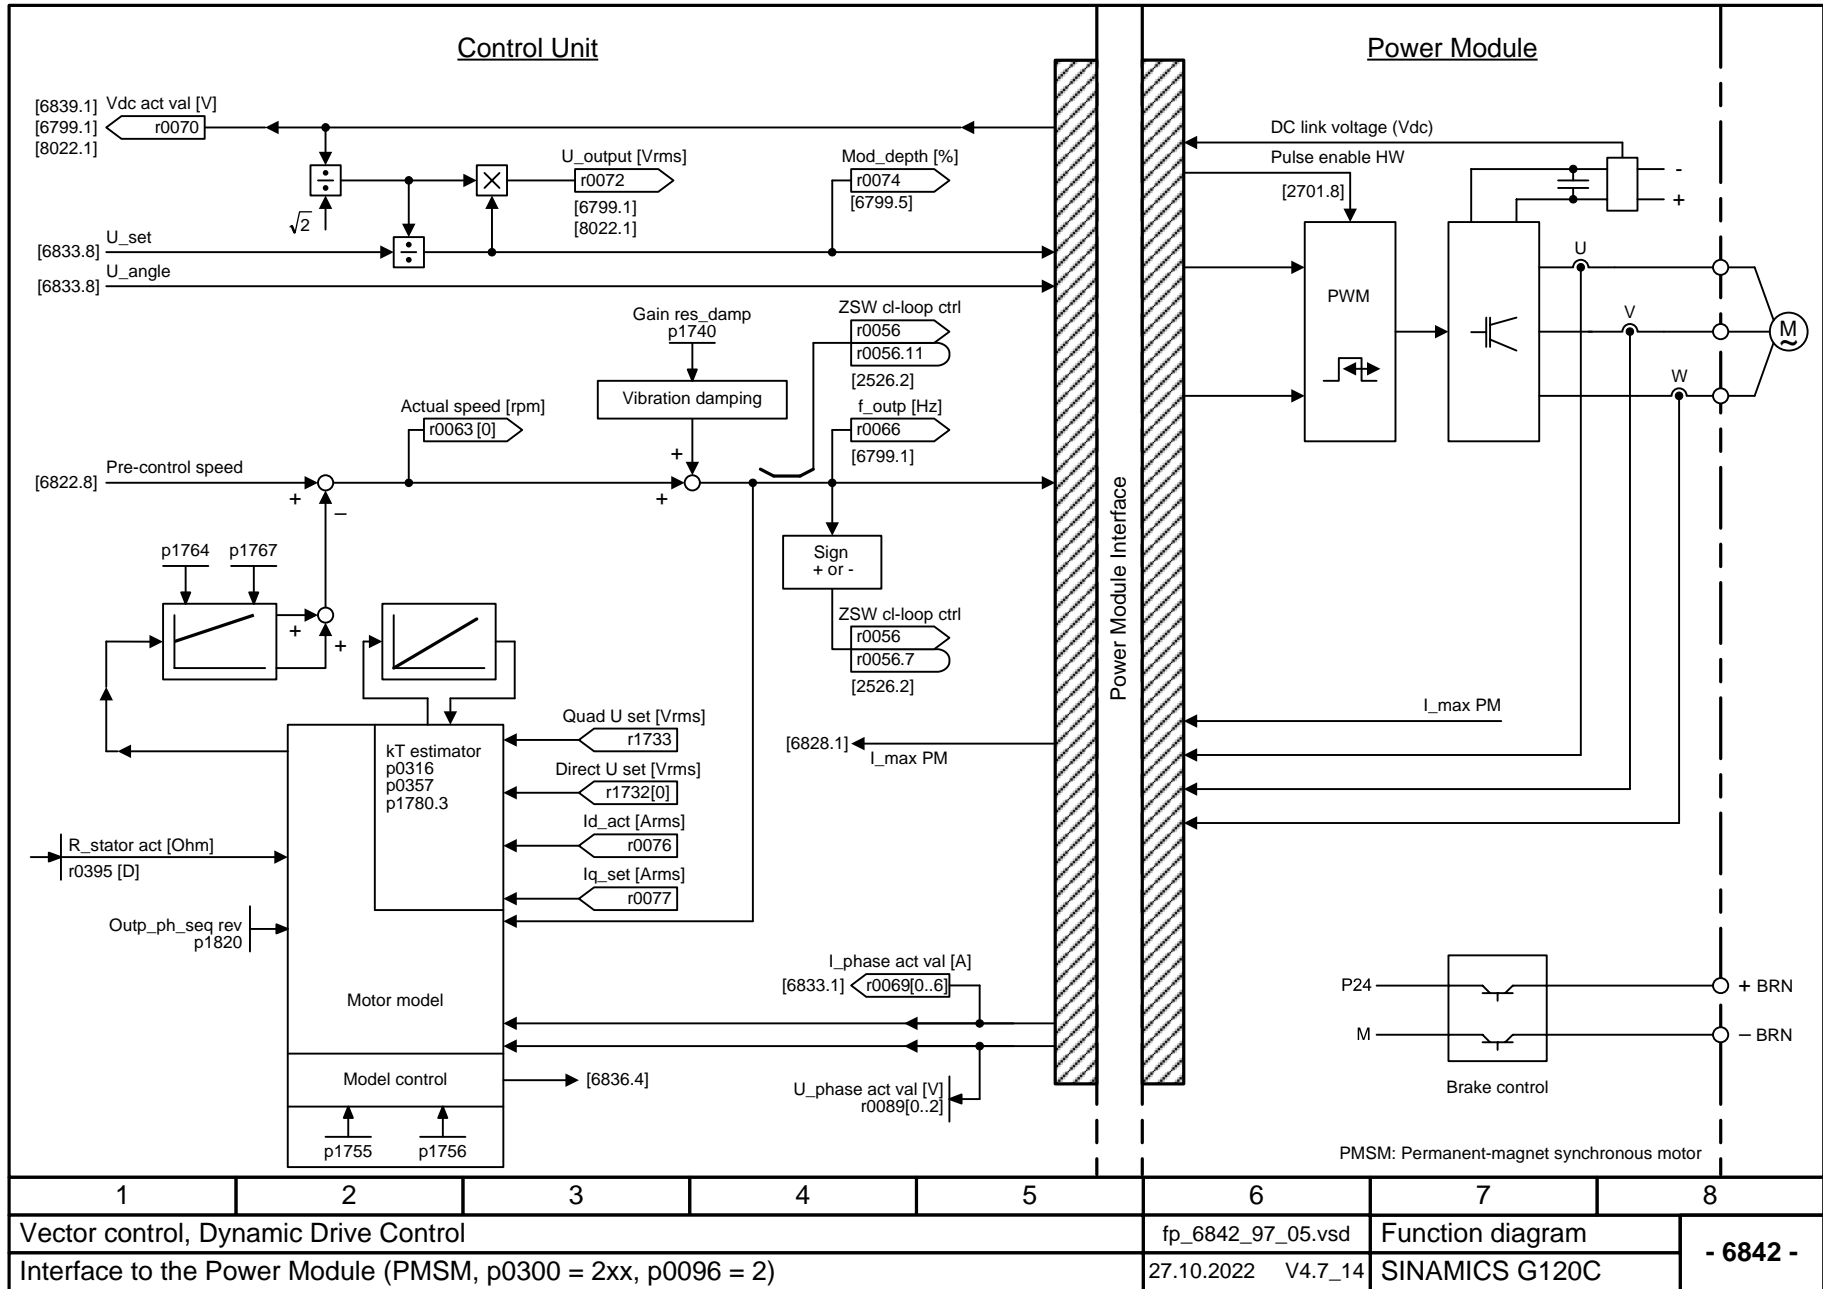 Control Unit
Power Module
[6839.1] Vdc act val [V]
[6799.1] r0070
[8022.1]
DC link voltage (Vdc)
Pulse enable HW
[2701.8]
-
+
U_output [Vrms]
r0072
[6799.1]
[8022.1]
Mod_depth [%]
r0074
[6799.5]
÷
×
√2
U_set
[6833.8]
÷
U_angle
[6833.8]
PWM
U
V
W
M
~
Gain res_damp
p1740
Vibration damping
ZSW cl-loop ctrl
r0056
r0056.11
[2526.2]
Actual speed [rpm]
r0063 [0]
f_outp [Hz]
r0066
[6799.1]
Pre-control speed
[6822.8]
+
–
+
+
Sign
+ or -
ZSW cl-loop ctrl
r0056
r0056.7
[2526.2]
p1764
p1767
+
+
Power Module Interface
kT estimator
p0316
p0357
p1780.3
Quad U set [Vrms]
r1733
Direct U set [Vrms]
r1732[0]
Id_act [Arms]
r0076
Iq_set [Arms]
r0077
[6828.1]
I_max PM
I_max PM
R_stator act [Ohm]
r0395 [D]
Outp_ph_seq rev
p1820
Motor model
I_phase act val [A]
[6833.1] r0069[0..6]
U_phase act val [V]
r0089[0..2]
Model control
[6836.4]
p1755
p1756
P24
M
+ BRN
– BRN
Brake control
PMSM: Permanent-magnet synchronous motor
1 2 3 4 5 6 7 8
Vector control, Dynamic Drive Control
fp_6842_97_05.vsd
Function diagram
- 6842 -
Interface to the Power Module (PMSM, p0300 = 2xx, p0096 = 2)
27.10.2022 V4.7_14
SINAMICS G120C